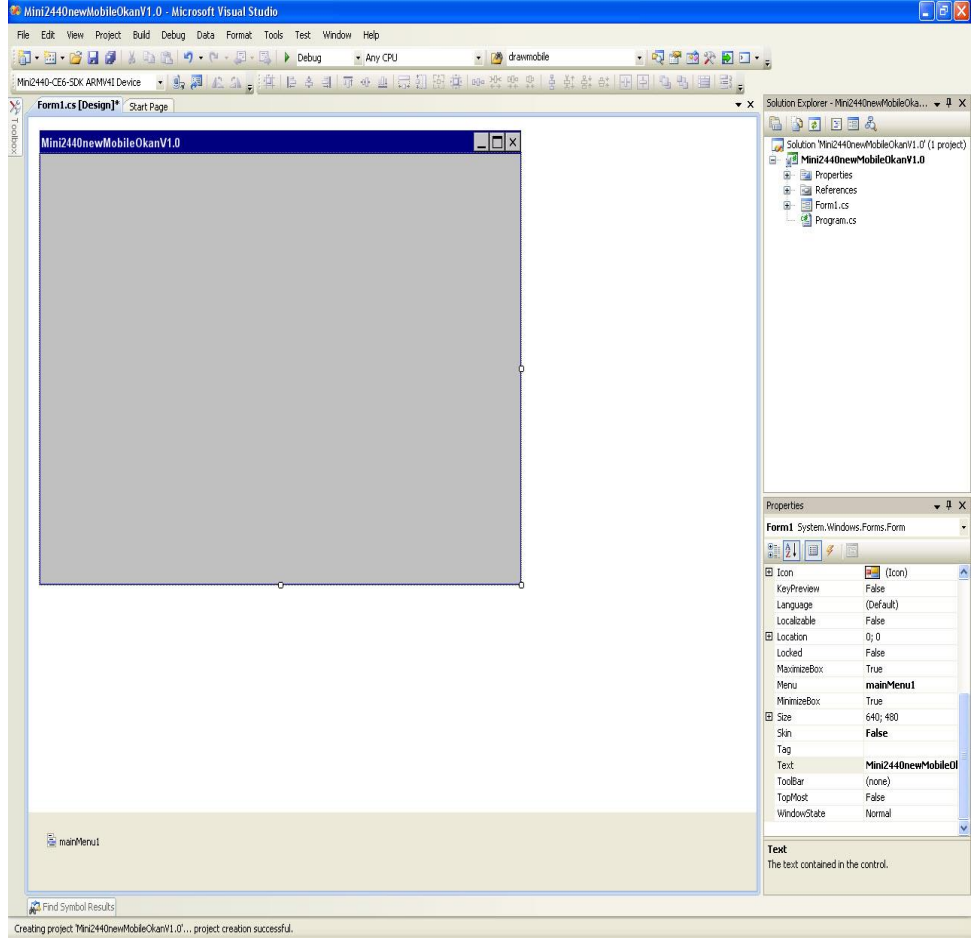 Mini2440newMobileOkanV1.0 - Microsoft Visual Studio
File Edit View Project Build Debug Data Format Tools Test Window Help
Debug Any CPU drawmobile
Mini2440-CE6-SDK ARMV4I Device
Toolbox
Form1.cs [Design]* Start Page
Mini2440newMobileOkanV1.0
mainMenu1
Solution Explorer - Mini2440newMobileOka...
Solution 'Mini2440newMobileOkanV1.0' (1 project)
Mini2440newMobileOkanV1.0
Properties
References
Form1.cs
Program.cs
Properties
Form1 System.Windows.Forms.Form
Icon (Icon)
KeyPreview False
Language (Default)
Localizable False
Location 0; 0
Locked False
MaximizeBox True
Menu mainMenu1
MinimizeBox True
Size 640; 480
Skin False
Tag
Text Mini2440newMobileOl
ToolBar (none)
TopMost False
WindowState Normal
Text
The text contained in the control.
Find Symbol Results
Creating project 'Mini2440newMobileOkanV1.0'... project creation successful.